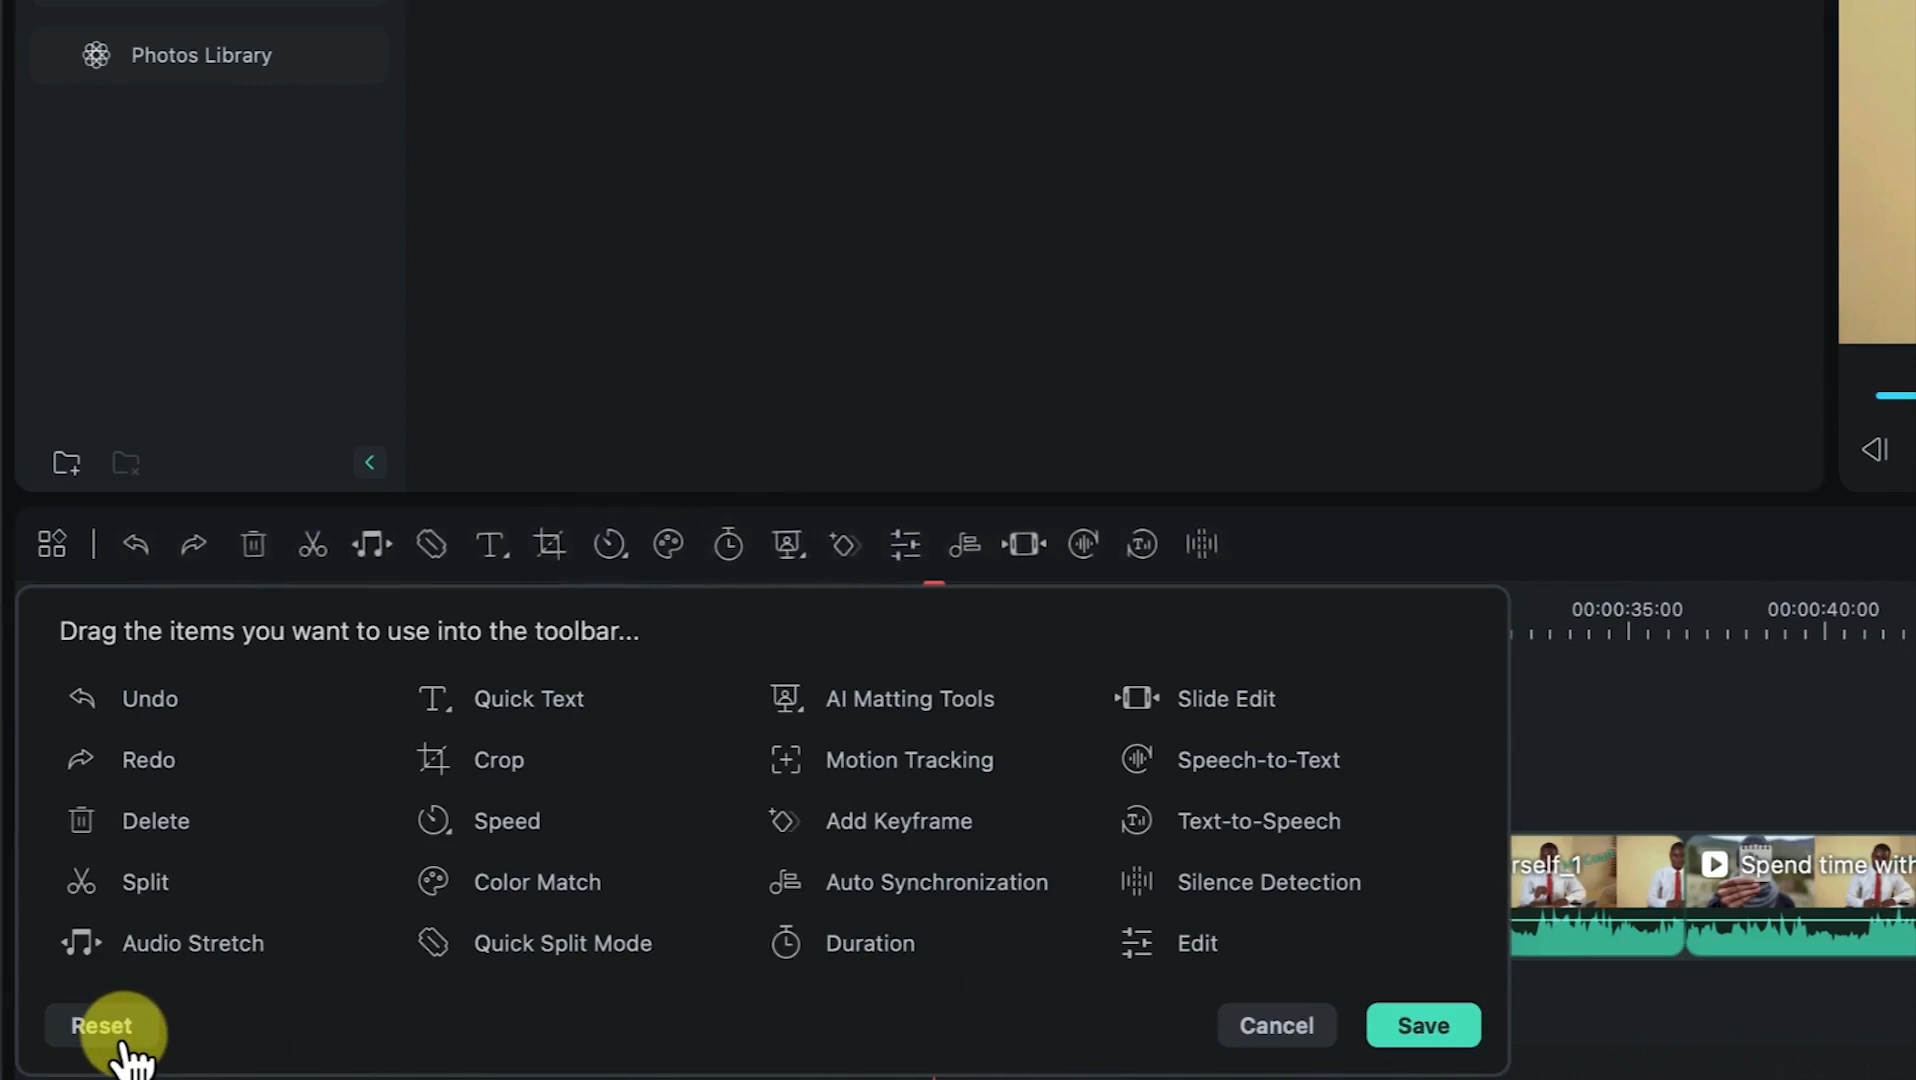 Photos Library
Drag the items you want to use into the toolbar...
00:00:35:00
00:00:40:00
Undo
Quick Text
AI Matting Tools
Slide Edit
Redo
Crop
Motion Tracking
Speech-to-Text
Delete
Speed
Add Keyframe
Text-to-Speech
Split
Color Match
Auto Synchronization
Silence Detection
Audio Stretch
Quick Split Mode
Duration
Edit
rself_1
Spend time with
Reset
Cancel
Save